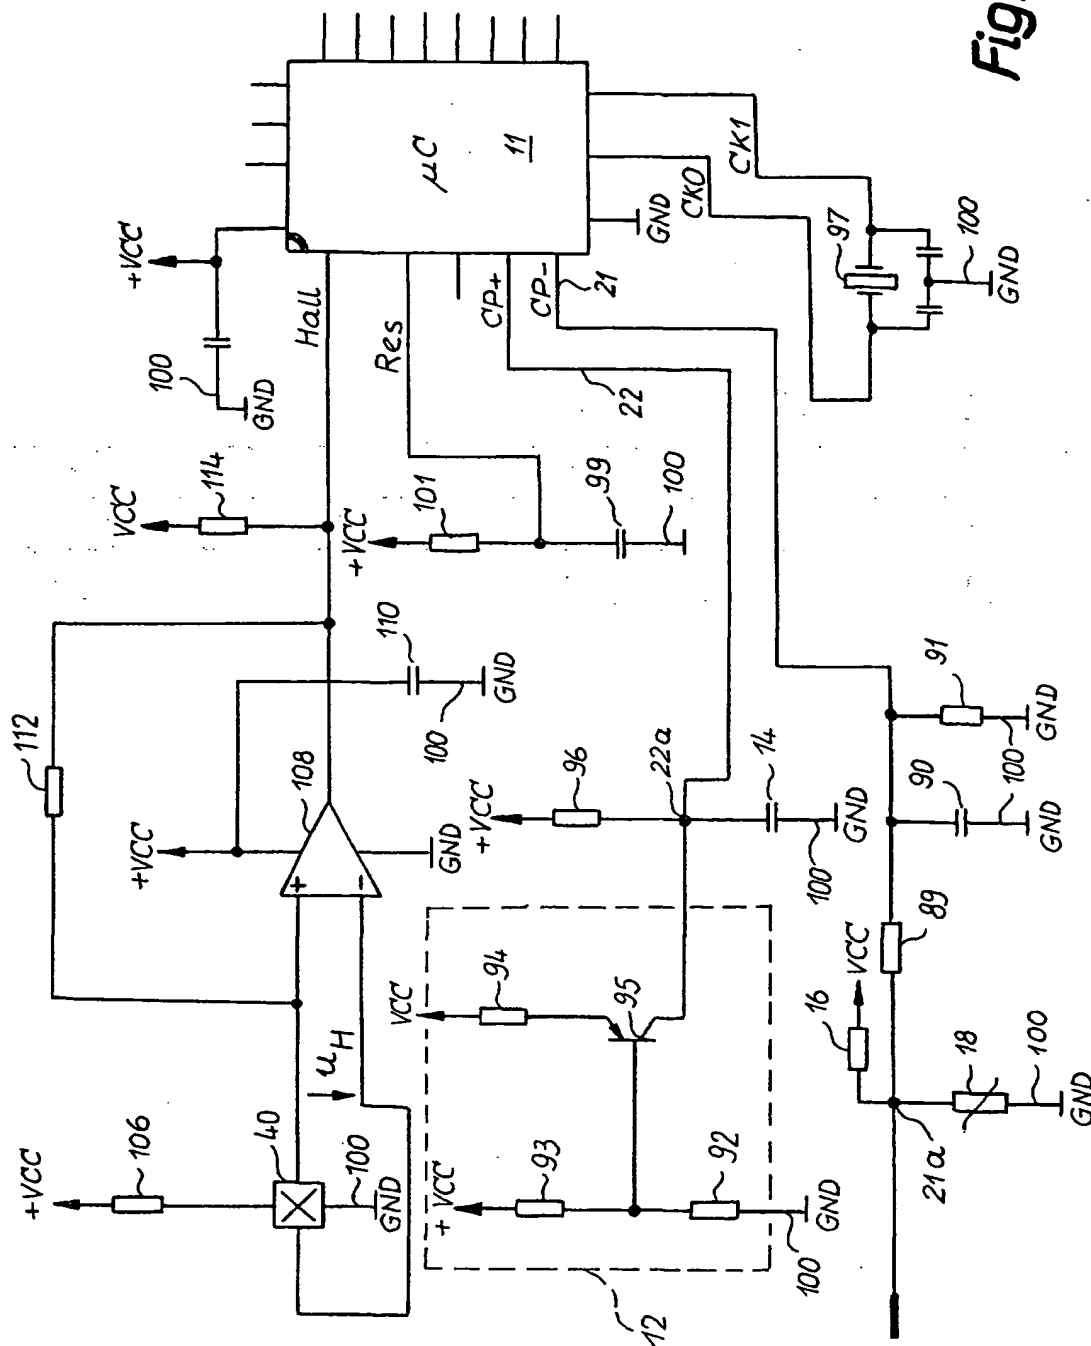 Fig.
+VCC
100
GND
Hall
µC
11
Res
CP+
CP-
21
22
GND
CK0
CK1
97
100
GND
VCC
114
+VCC
101
99
100
112
110
100
GND
108
+VCC
+
-
GND
+VCC
96
22a
14
100
GND
91
100
GND
90
100
GND
89
VCC
16
18
100
GND
21a
+VCC
106
40
100
GND
uH
VCC
94
95
+VCC
93
92
100
GND
12